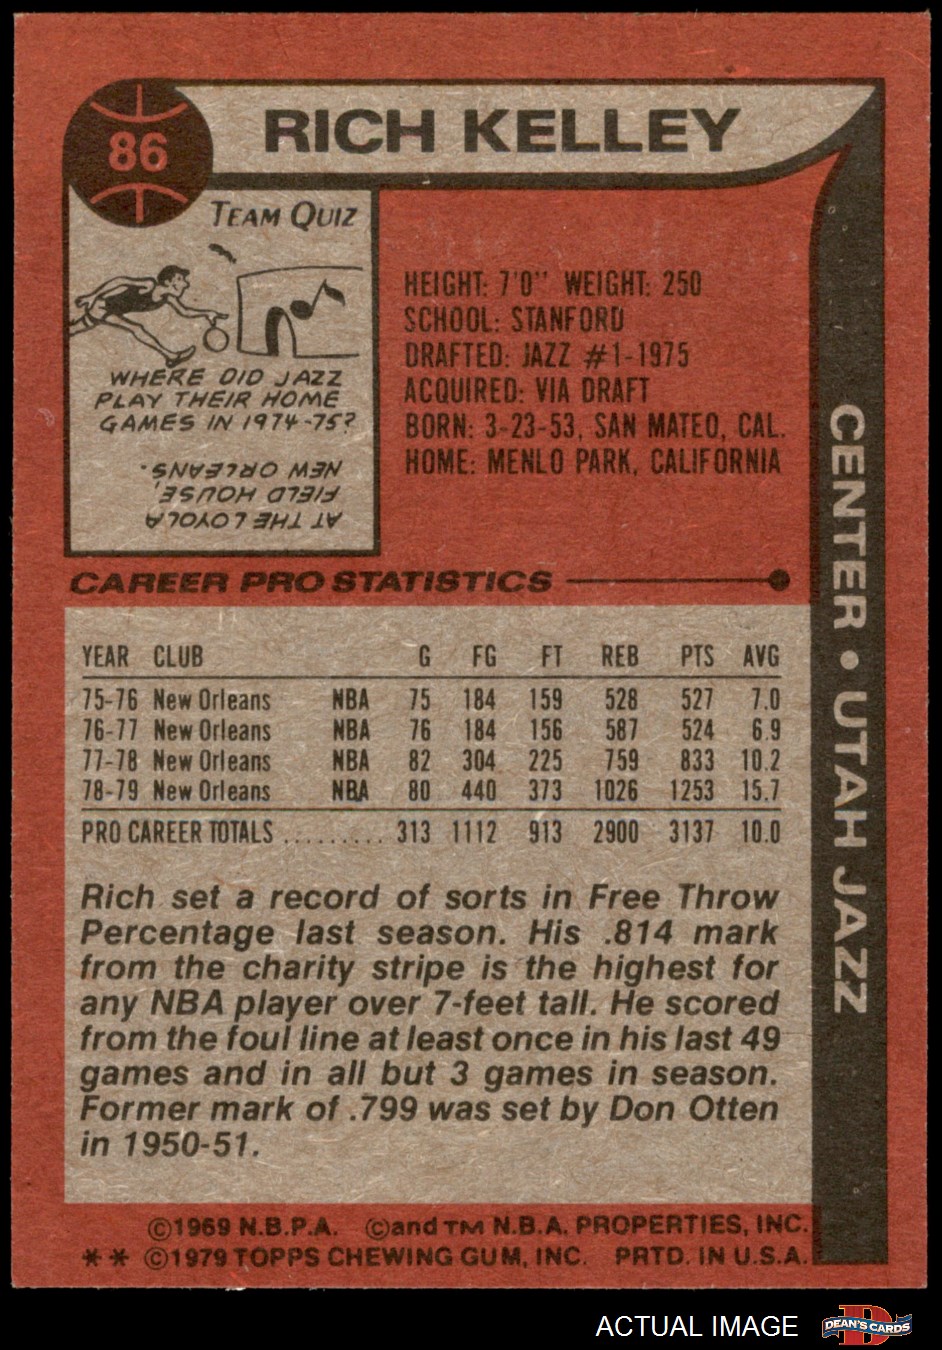 86
RICH KELLEY
TEAM QUIZ
WHERE DID JAZZ
PLAY THEIR HOME
GAMES IN 1974-75?
AT THE LOYOLA
FIELD HOUSE,
NEW ORLEANS.
HEIGHT: 7'0" WEIGHT: 250
SCHOOL: STANFORD
DRAFTED: JAZZ #1-1975
ACQUIRED: VIA DRAFT
BORN: 3-23-53, SAN MATEO, CAL.
HOME: MENLO PARK, CALIFORNIA
CENTER • UTAH JAZZ
CAREER PRO STATISTICS
YEAR CLUB G FG FT REB PTS AVG
75-76 New Orleans NBA 75 184 159 528 527 7.0
76-77 New Orleans NBA 76 184 156 587 524 6.9
77-78 New Orleans NBA 82 304 225 759 833 10.2
78-79 New Orleans NBA 80 440 373 1026 1253 15.7
PRO CAREER TOTALS ......... 313 1112 913 2900 3137 10.0
Rich set a record of sorts in Free Throw
Percentage last season. His .814 mark
from the charity stripe is the highest for
any NBA player over 7-feet tall. He scored
from the foul line at least once in his last 49
games and in all but 3 games in season.
Former mark of .799 was set by Don Otten
in 1950-51.
©1969 N.B.P.A. ©and TM N.B.A. PROPERTIES, INC.
** ©1979 TOPPS CHEWING GUM, INC. PRTD. IN U.S.A.
ACTUAL IMAGE
DEAN'S CARDS